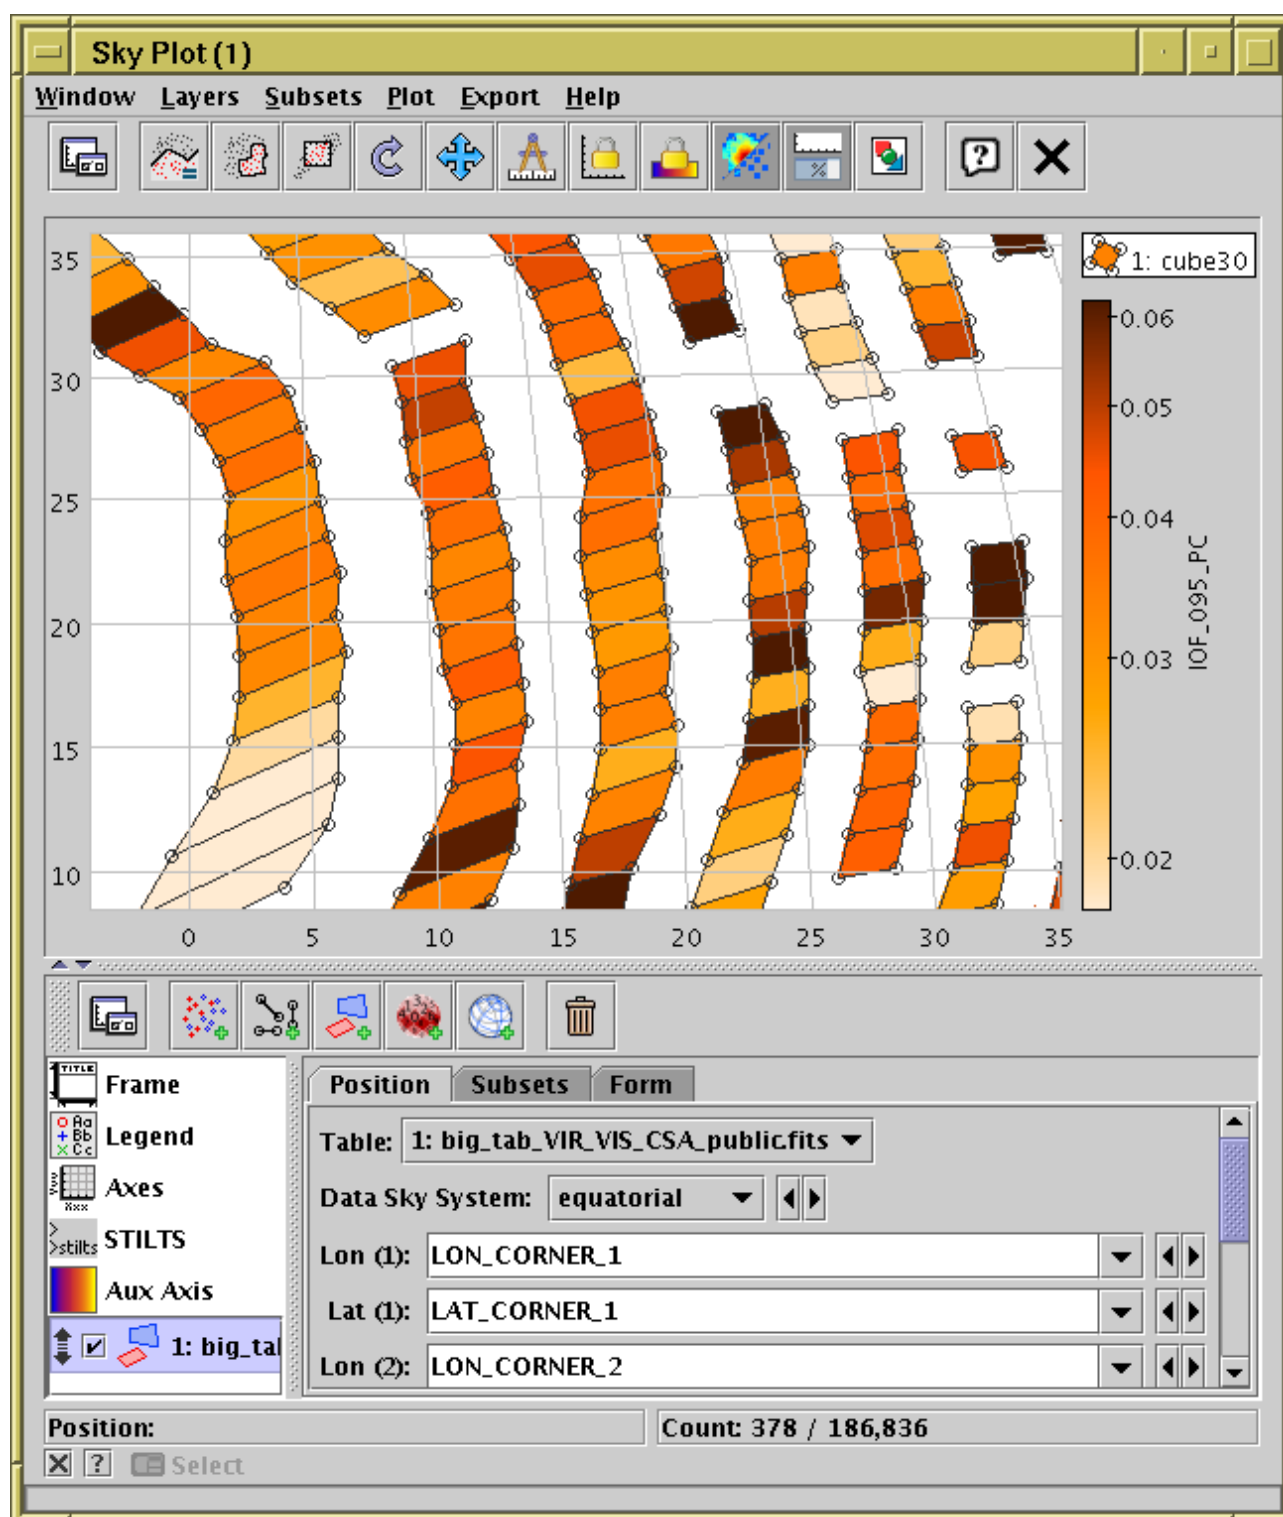 Sky Plot (1)
Window Layers Subsets Plot Export Help
35
30
25
20
15
10
0 5 10 15 20 25 30 35
1: cube30
0.06
0.05
0.04
0.03
0.02
IOF_095_PC
Frame
Legend
Axes
STILTS
Aux Axis
1: big_tal
Position Subsets Form
Table: 1: big_tab_VIR_VIS_CSA_public.fits
Data Sky System: equatorial
Lon (1): LON_CORNER_1
Lat (1): LAT_CORNER_1
Lon (2): LON_CORNER_2
Position:
Count: 378 / 186,836
Select